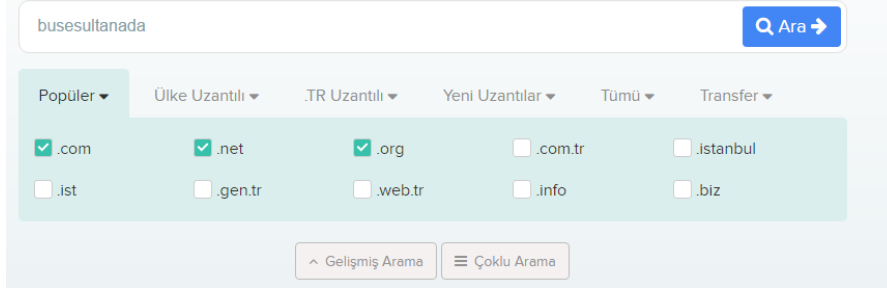 busesultanada Ara
Popüler Ülke Uzantılı .TR Uzantılı Yeni Uzantılar Tümü Transfer
.com .net .org .com.tr .istanbul
.ist .gen.tr .web.tr .info .biz
Gelişmiş Arama Çoklu Arama